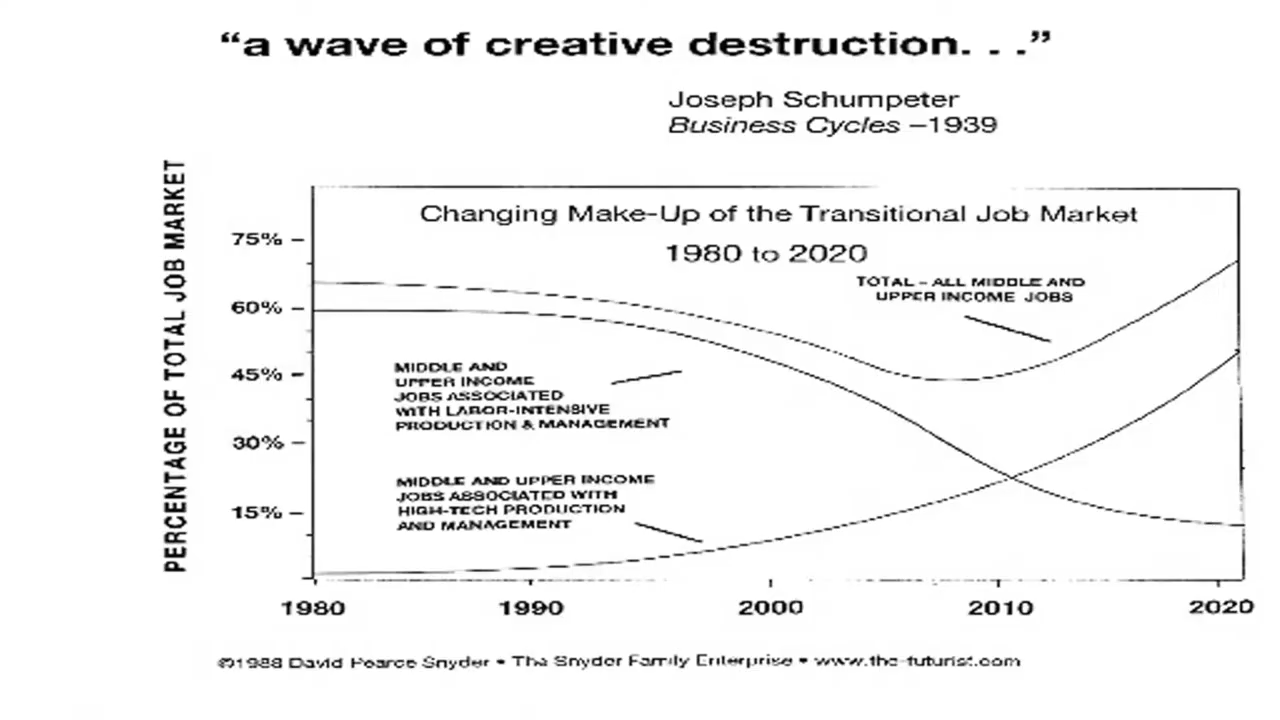 “a wave of creative destruction. . .”
Joseph Schumpeter
Business Cycles –1939
PERCENTAGE OF TOTAL JOB MARKET
Changing Make-Up of the Transitional Job Market
1980 to 2020
75%
60%
45%
30%
15%
TOTAL – ALL MIDDLE AND
UPPER INCOME JOBS
MIDDLE AND
UPPER INCOME
JOBS ASSOCIATED
WITH LABOR-INTENSIVE
PRODUCTION & MANAGEMENT
MIDDLE AND UPPER INCOME
JOBS ASSOCIATED WITH
HIGH-TECH PRODUCTION
AND MANAGEMENT
1980 1990 2000 2010 2020
©1988 David Pearce Snyder • The Snyder Family Enterprise • www.the-futurist.com